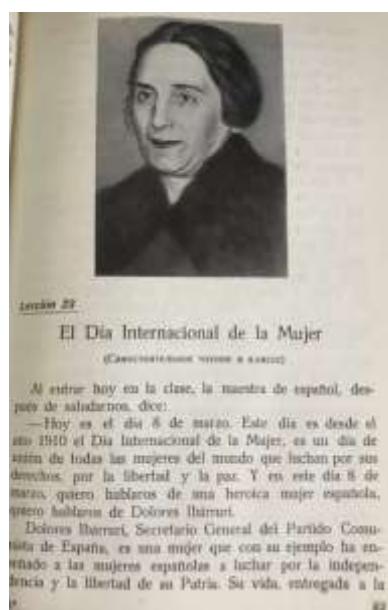 Lección 23
El Día Internacional de la Mujer
(Самостоятельное чтение в классе)
Al entrar hoy en la clase, la maestra de español, des-
pués de saludarnos, dice:
—Hoy es el día 8 de marzo. Este día es desde el
año 1910 el Día Internacional de la Mujer, es un día de
unión de todas las mujeres del mundo que luchan por sus
derechos, por la libertad y la paz. Y en este día 8 de
marzo, quiero hablaros de una heroica mujer española,
quiero hablaros de Dolores Ibarruri.
Dolores Ibarruri, Secretario General del Partido Comu-
nista de España, es una mujer que con su ejemplo ha en-
señado a las mujeres españolas a luchar por la indepen-
dencia y la libertad de su Patria. Su vida, entregada a la